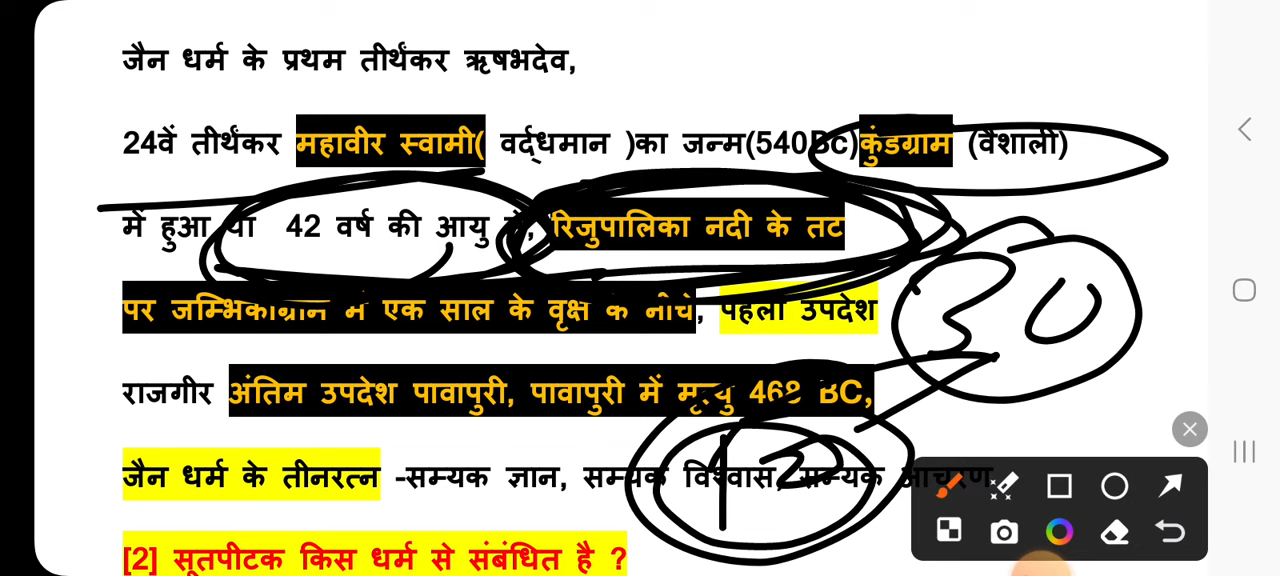 जैन धर्म के प्रथम तीर्थंकर ऋषभदेव,
24वें तीर्थंकर महावीर स्वामी( वर्द्धमान )का जन्म(540Bc)कुंडग्राम (वैशाली)
में हुआ था 42 वर्ष की आयु में, रिजुपालिका नदी के तट
पर जम्भिकाग्राम में एक साल के वृक्ष के नीचे, पहला उपदेश
30
राजगीर अंतिम उपदेश पावापुरी, पावापुरी में मृत्यु 468 BC,
12
जैन धर्म के तीनरत्न -सम्यक ज्ञान, सम्यक विश्वास, सम्यक आचरण
[2] सूतपीटक किस धर्म से संबंधित है ?